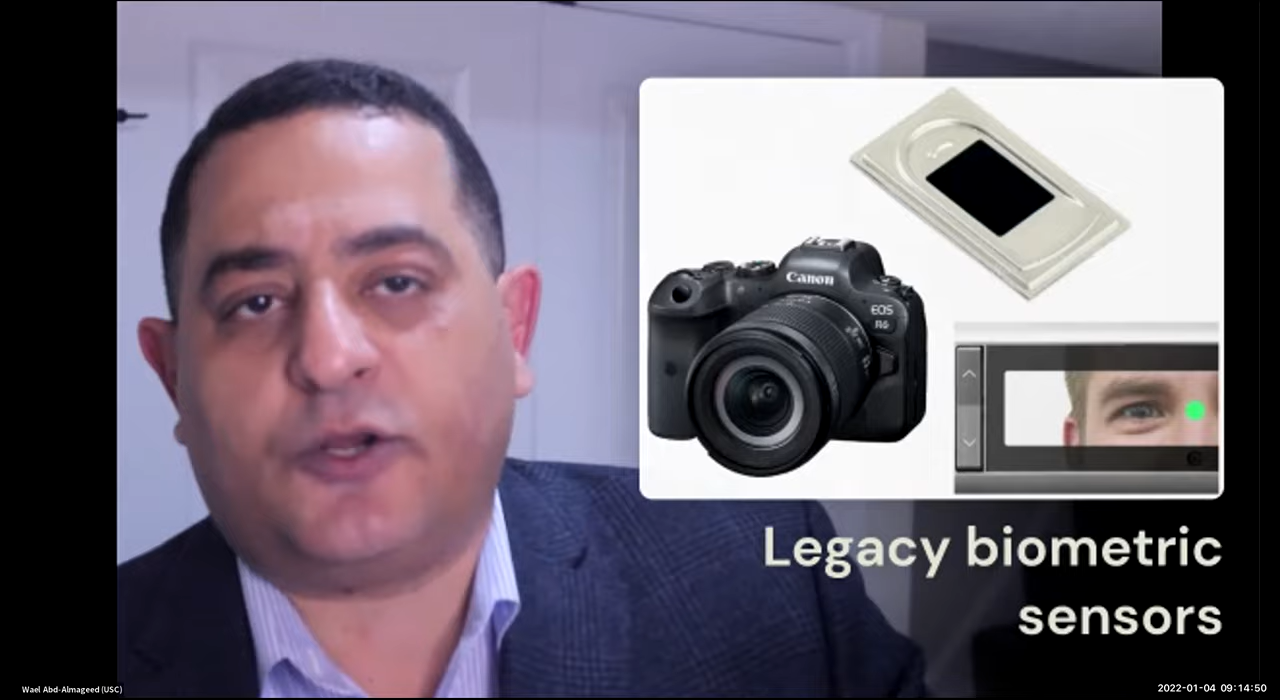 Canon
EOS
R6
Legacy biometric
sensors
Wael Abd-Almageed (USC)
2022-01-04 09:14:50